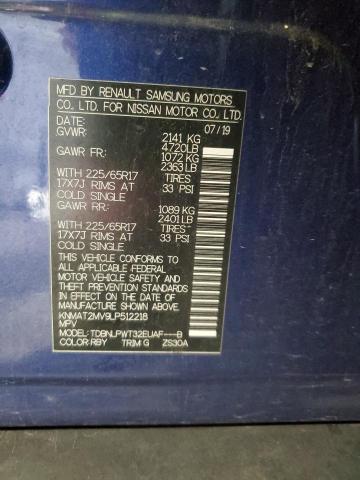 MFD BY RENAULT SAMSUNG MOTORS
CO., LTD. FOR NISSAN MOTOR CO., LTD.
DATE: 07/19
GVWR: 2141 KG
4720LB
GAWR FR: 1072 KG
2363 LB
WITH 225/65R17 TIRES
17X7J RIMS AT 33 PSI
COLD SINGLE
GAWR RR: 1089 KG
2401 LB
WITH 225/65R17 TIRES
17X7J RIMS AT 33 PSI
COLD SINGLE
THIS VEHICLE CONFORMS TO
ALL APPLICABLE FEDERAL
MOTOR VEHICLE SAFETY AND
THEFT PREVENTION STANDARDS
IN EFFECT ON THE DATE OF
MANUFACTURE SHOWN ABOVE.
KNMAT2MV9LP512218
MPV
MODEL: TDBNLPWT32EUAF---B
COLOR: RBY TRIM G ZS30A